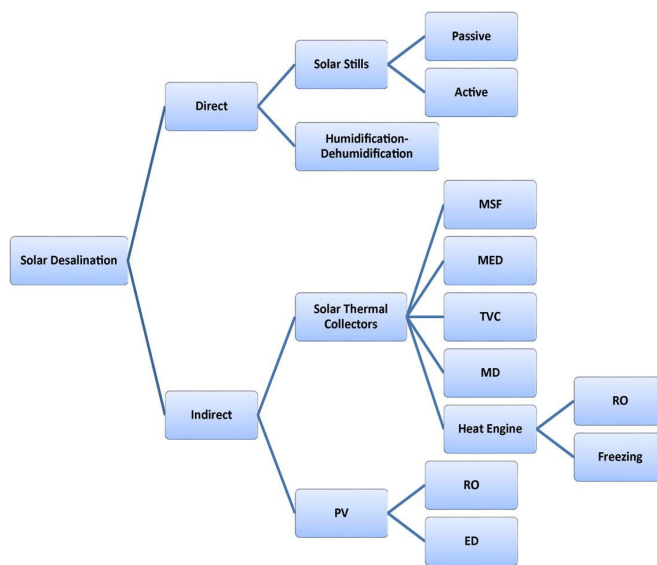 Solar Desalination
Direct
Solar Stills
Passive
Active
Humidification-
Dehumidification
Indirect
Solar Thermal
Collectors
MSF
MED
TVC
MD
Heat Engine
RO
Freezing
PV
RO
ED